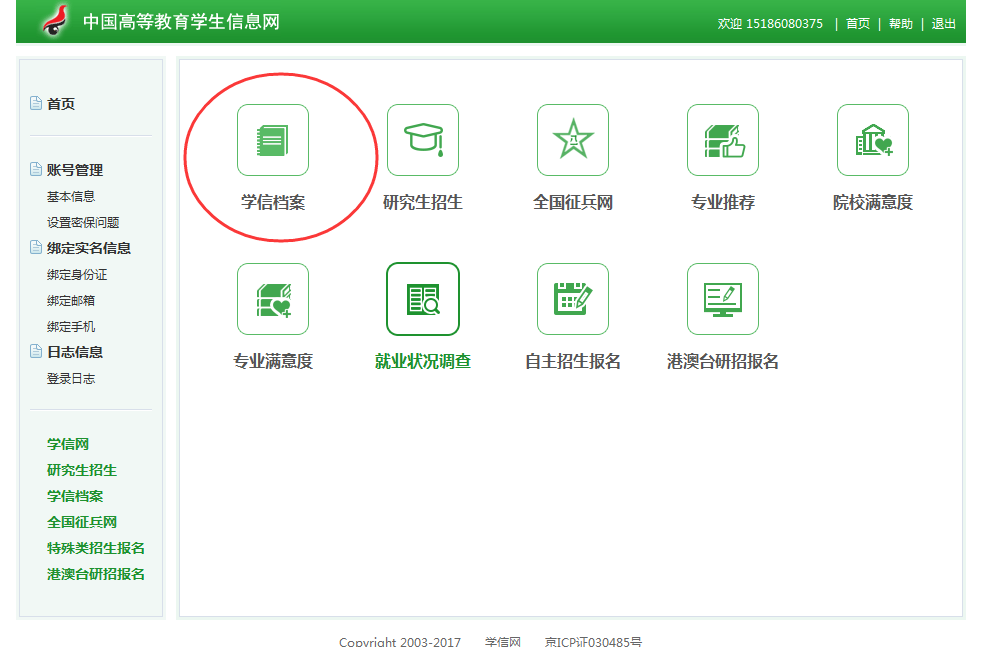 中国高等教育学生信息网
欢迎 15186080375 | 首页 | 帮助 | 退出
首页
账号管理
基本信息
设置密保问题
绑定实名信息
绑定身份证
绑定邮箱
绑定手机
日志信息
登录日志
学信网
研究生招生
学信档案
全国征兵网
特殊类招生报名
港澳台研招报名
学信档案 研究生招生 全国征兵网 专业推荐 院校满意度
专业满意度 就业状况调查 自主招生报名 港澳台研招报名
Copyright 2003-2017 学信网 京ICP证030485号